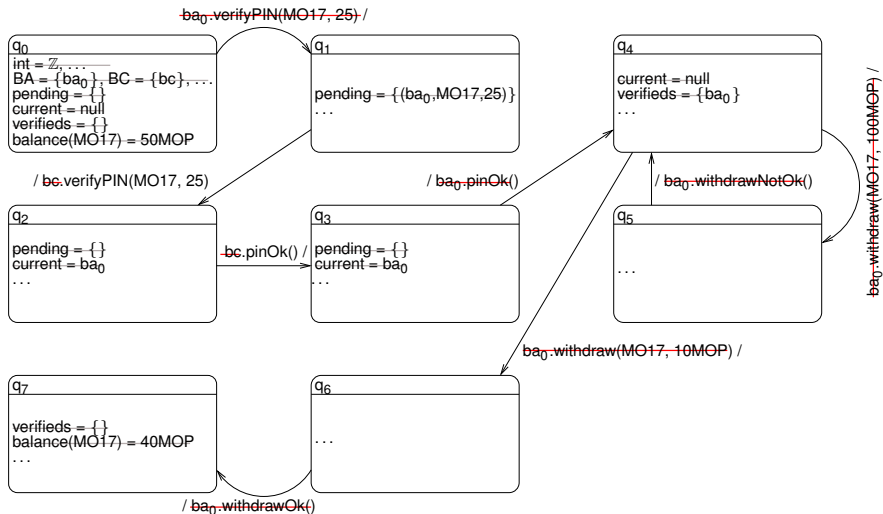 ba₀.verifyPIN(MO17, 25) /
q₀
int = ℤ, ...
BA = {ba₀}, BC = {bc}, ...
pending = {}
current = null
verifieds = {}
balance(MO17) = 50MOP
q₁
pending = {(ba₀,MO17,25)}
...
q₄
current = null
verifieds = {ba₀}
...
ba₀.withdraw(MO17, 100MOP) /
/ bc.verifyPIN(MO17, 25)
/ ba₀.pinOk()
/ ba₀.withdrawNotOk()
q₂
pending = {}
current = ba₀
...
bc.pinOk() /
q₃
pending = {}
current = ba₀
...
q₅
...
ba₀.withdraw(MO17, 10MOP) /
q₇
verifieds = {}
balance(MO17) = 40MOP
...
q₆
...
/ ba₀.withdrawOk()